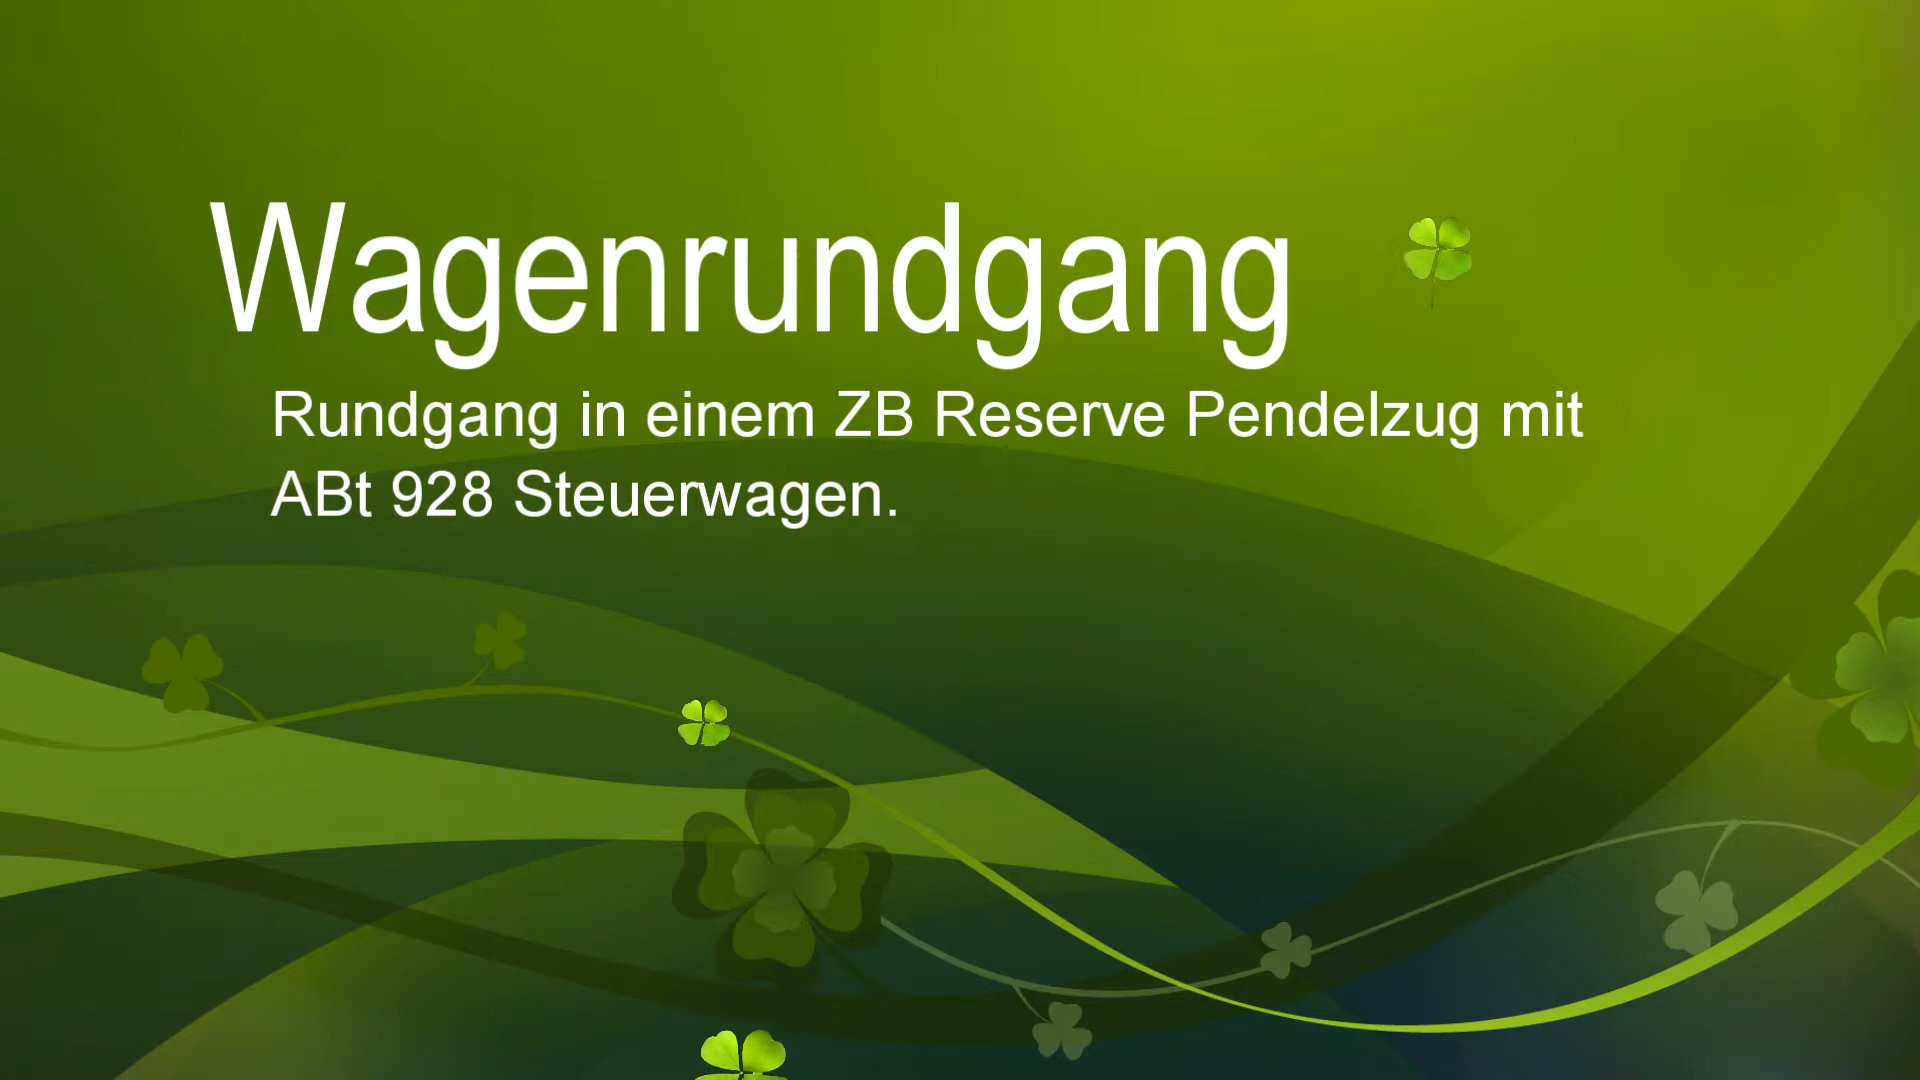 Wagenrundgang
Rundgang in einem ZB Reserve Pendelzug mit
ABt 928 Steuerwagen.